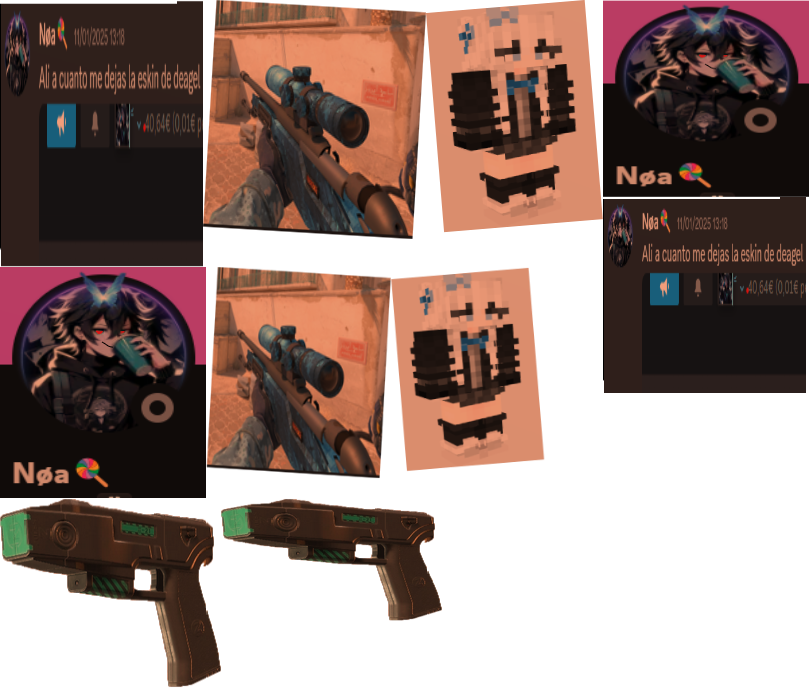 Nøa 11/01/2025 13:18
Ali a cuanto me dejas la eskin de deagel
40,64€ (0,01€ p
Nøa
Nøa 11/01/2025 13:18
Ali a cuanto me dejas la eskin de deagel
40,64€ (0,01€ p
Nøa